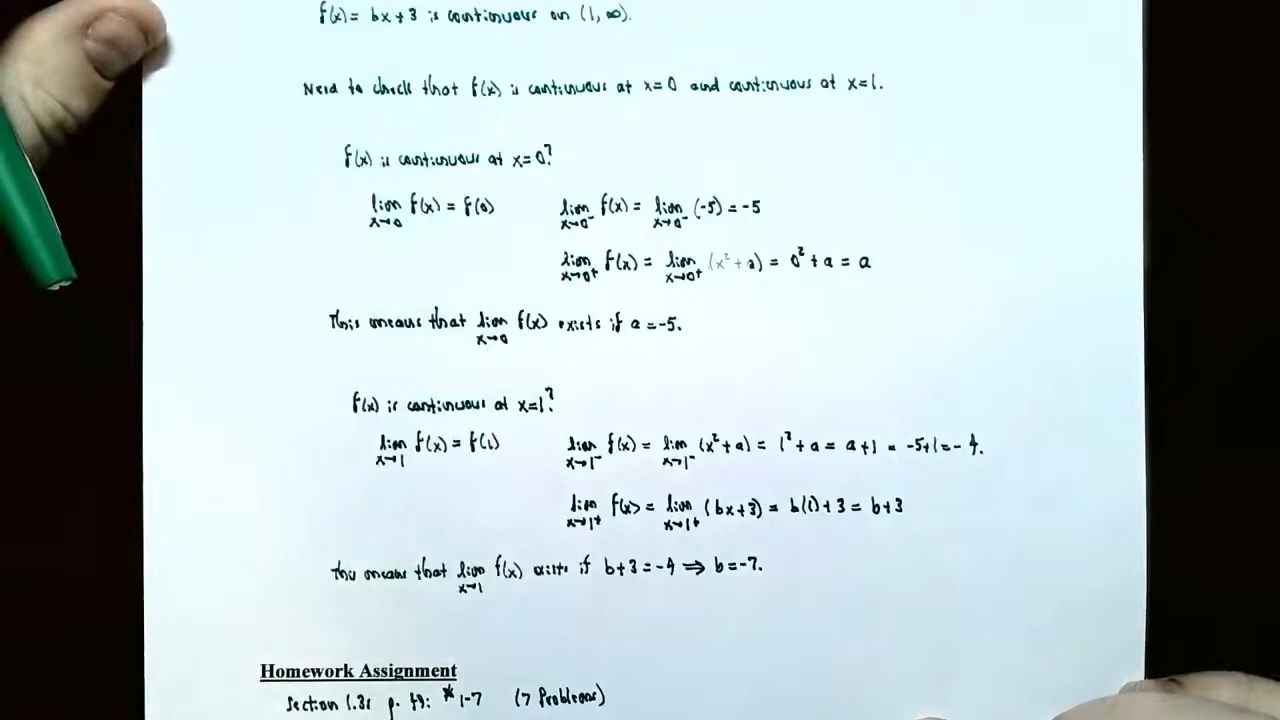 f(x) = bx+3 is continuous on (1, ∞).
Need to check that f(x) is continuous at x=0 and continuous at x=1.
f(x) is continuous at x=0?
lim x→0 f(x) = f(0) lim x→0⁻ f(x) = lim x→0⁻ (-5) = -5
lim x→0⁺ f(x) = lim x→0⁺ (x²+a) = 0²+a = a
This means that lim x→0 f(x) exists if a=-5.
f(x) is continuous at x=1?
lim x→1 f(x) = f(1) lim x→1⁻ f(x) = lim x→1⁻ (x²+a) = 1²+a = a+1 = -5+1 = -4.
lim x→1⁺ f(x) = lim x→1⁺ (bx+3) = b(1)+3 = b+3
This means that lim x→1 f(x) exists if b+3=-4 ⇒ b=-7.
Homework Assignment
Section 1.3: p. : #1-7 (7 Problems)